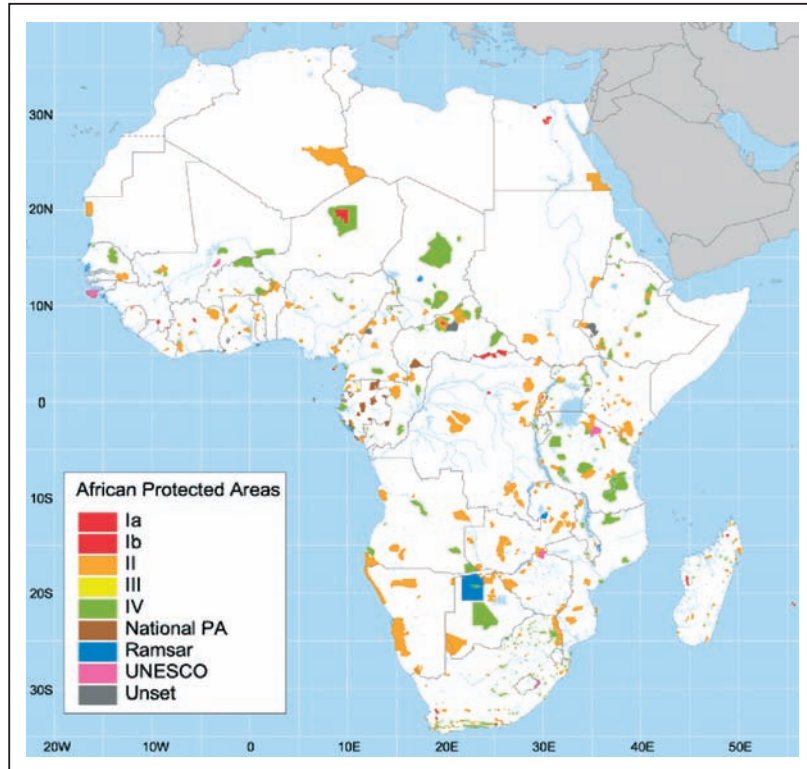 30N
20N
10N
0
10S
20S
30S
African Protected Areas
Ia
Ib
II
III
IV
National PA
Ramsar
UNESCO
Unset
20W 10W 0 10E 20E 30E 40E 50E 60E